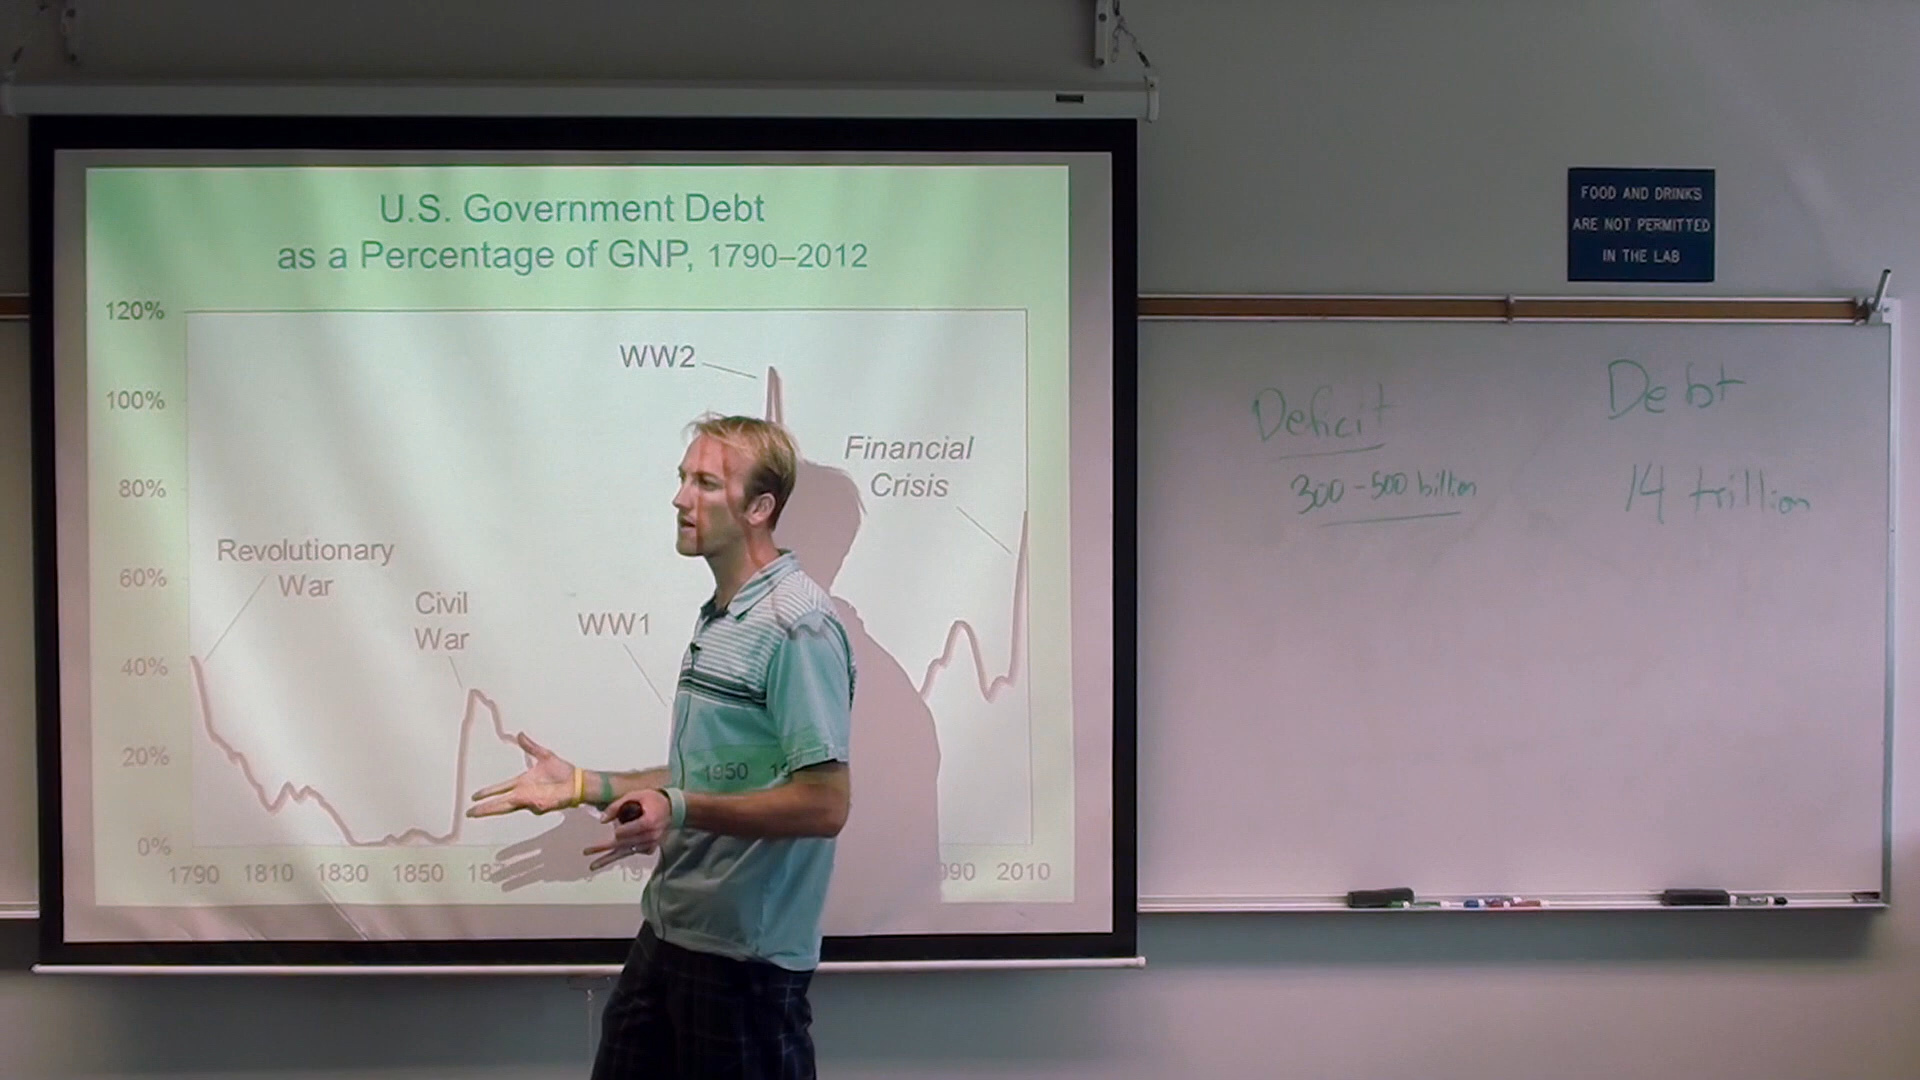 U.S. Government Debt
as a Percentage of GNP, 1790–2012
120%
100%
80%
60%
40%
20%
0%
WW2
Financial
Crisis
Revolutionary
War
Civil
War
WW1
1790 1810 1830 1850
2010
1950
FOOD AND DRINKS
ARE NOT PERMITTED
IN THE LAB
Deficit
300-500 billion
Debt
14 trillion